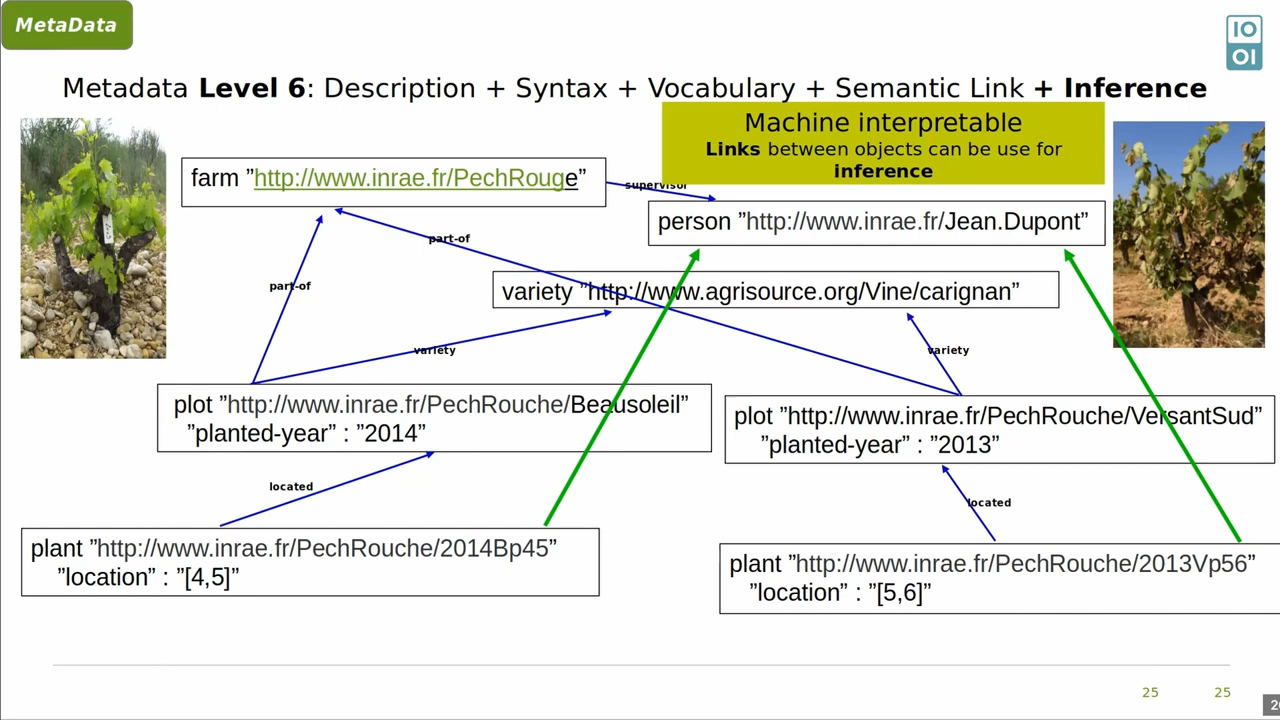 MetaData
IO
OI
Metadata Level 6: Description + Syntax + Vocabulary + Semantic Link + Inference
Machine interpretable
Links between objects can be use for
inference
farm ”http://www.inrae.fr/PechRouge”
supervisor
person ”http://www.inrae.fr/Jean.Dupont”
part-of
part-of
variety ”http://www.agrisource.org/Vine/carignan”
variety
variety
plot ”http://www.inrae.fr/PechRouche/Beausoleil”
”planted-year” : ”2014”
plot ”http://www.inrae.fr/PechRouche/VersantSud”
”planted-year” : ”2013”
located
located
plant ”http://www.inrae.fr/PechRouche/2014Bp45”
”location” : ”[4,5]”
plant ”http://www.inrae.fr/PechRouche/2013Vp56”
”location” : ”[5,6]”
25
25